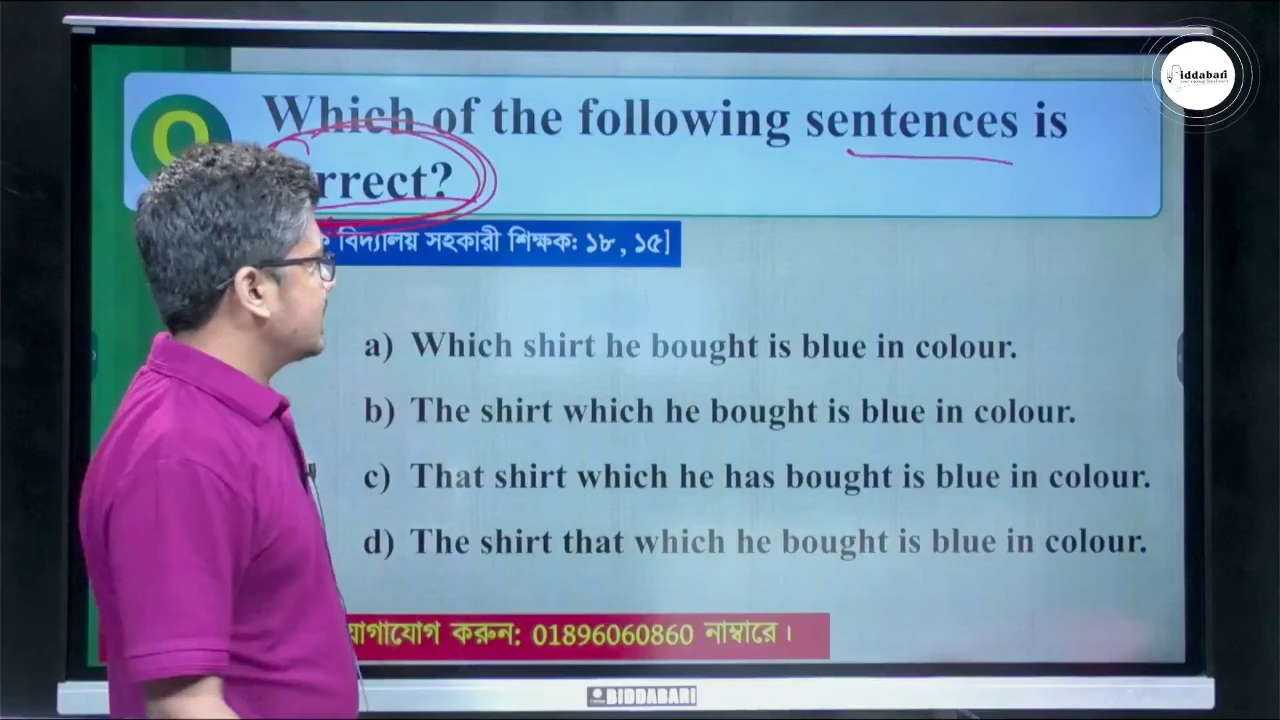 Biddabari
Q Which of the following sentences is
rrect?
বিদ্যালয় সহকারী শিক্ষক: ১৮, ১৫]
a) Which shirt he bought is blue in colour.
b) The shirt which he bought is blue in colour.
c) That shirt which he has bought is blue in colour.
d) The shirt that which he bought is blue in colour.
যোগাযোগ করুন: 01896060860 নাম্বারে।
BIDDABARI